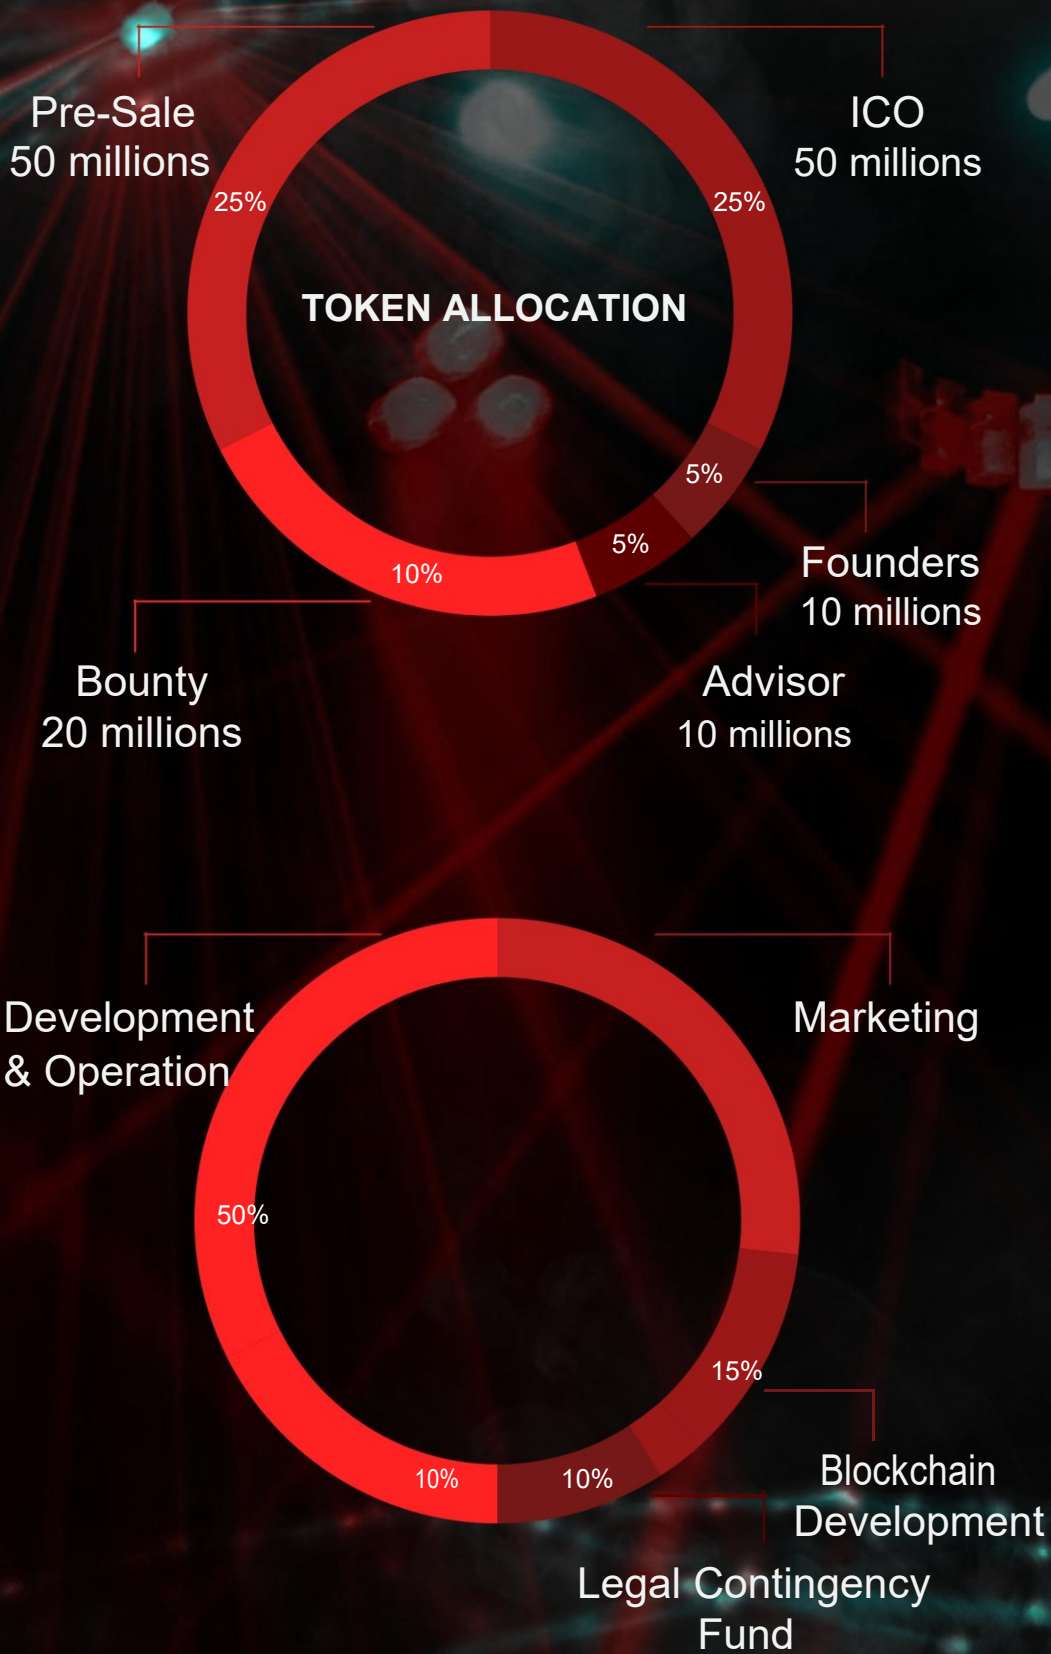 Pre-Sale
50 millions
25%
ICO
50 millions
25%
TOKEN ALLOCATION
5%
Founders
10 millions
5%
Advisor
10 millions
10%
Bounty
20 millions
Development
& Operation
50%
Marketing
15%
Blockchain
Development
10%
10%
Legal Contingency
Fund